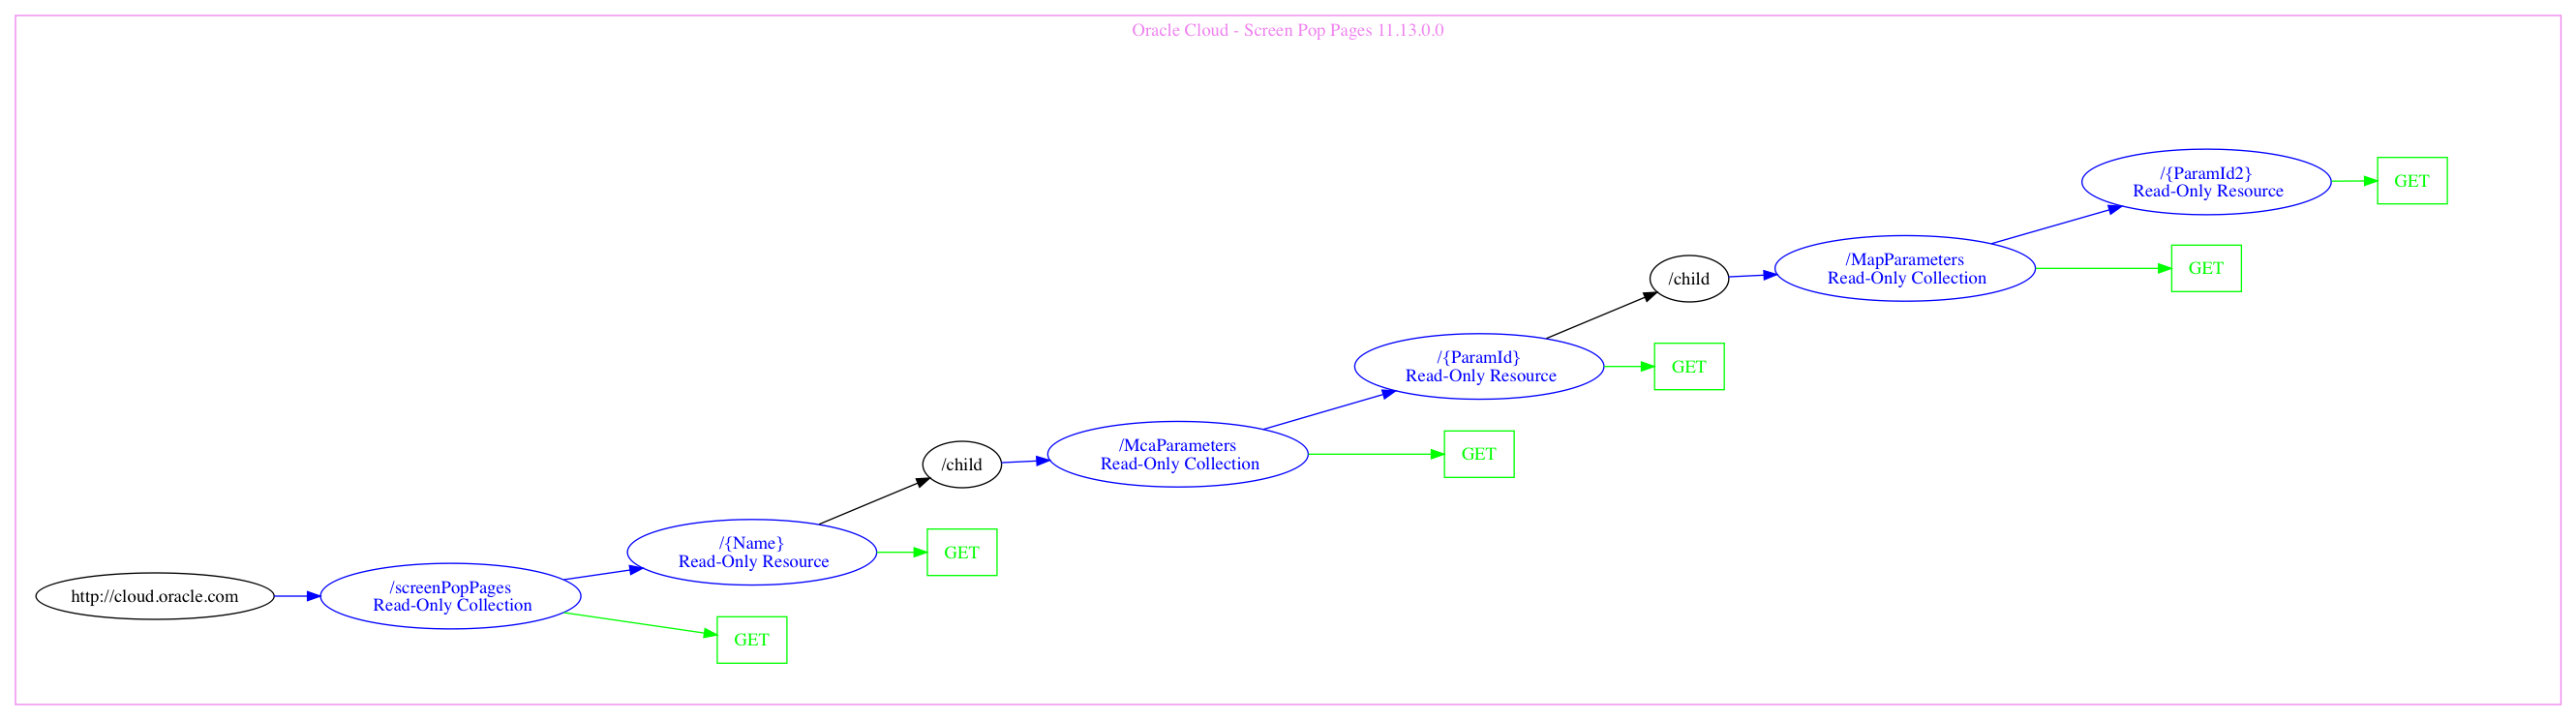 Oracle Cloud - Screen Pop Pages 11.13.0.0
http://cloud.oracle.com
/screenPopPages
Read-Only Collection
GET
/{Name}
Read-Only Resource
GET
/child
/McaParameters
Read-Only Collection
GET
/{ParamId}
Read-Only Resource
GET
/child
/MapParameters
Read-Only Collection
GET
/{ParamId2}
Read-Only Resource
GET